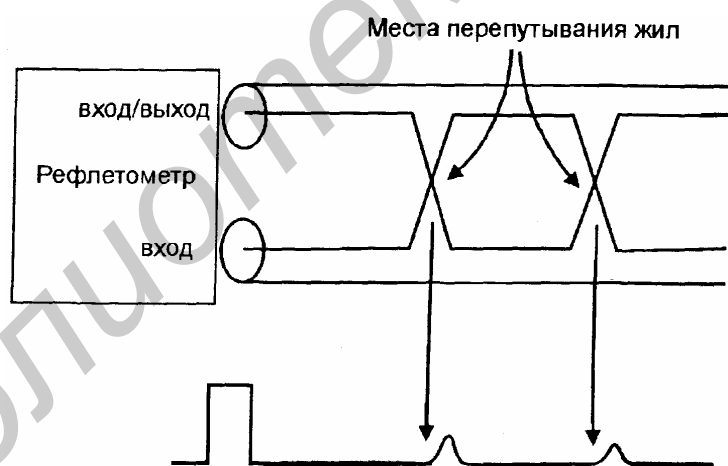 Места перепутывания жил
вход/выход
Рефлетометр
вход